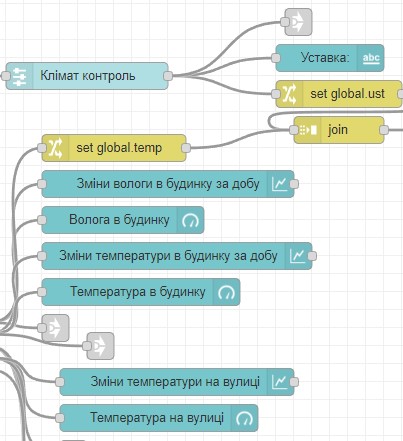 Клімат контроль
Уставка:
abc
set global.ust
join
set global.temp
Зміни вологи в будинку за добу
Волога в будинку
Зміни температури в будинку за добу
Температура в будинку
Зміни температури на вулиці
Температура на вулиці